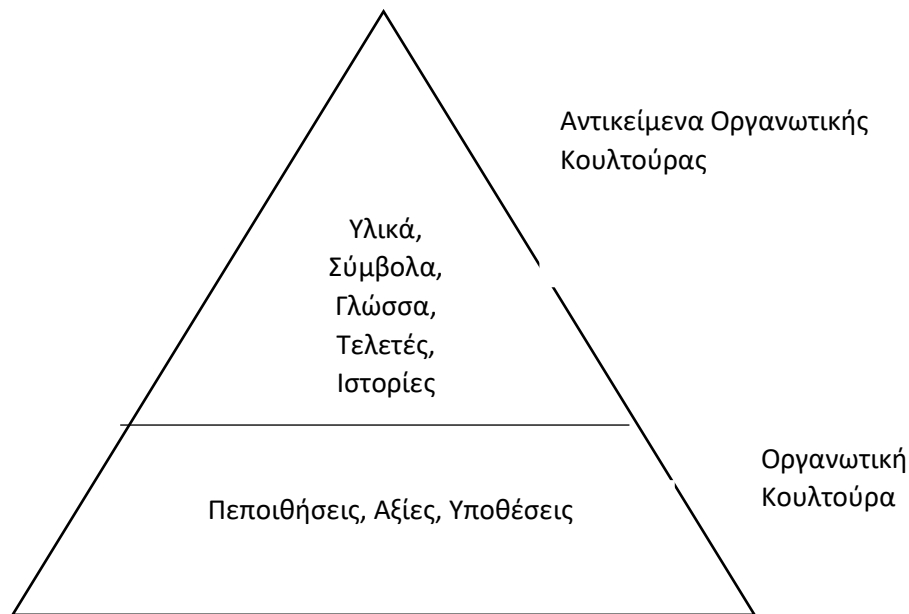 Αντικείμενα Οργανωτικής
Κουλτούρας
Υλικά,
Σύμβολα,
Γλώσσα,
Τελετές,
Ιστορίες
Οργανωτική
Κουλτούρα
Πεποιθήσεις, Αξίες, Υποθέσεις